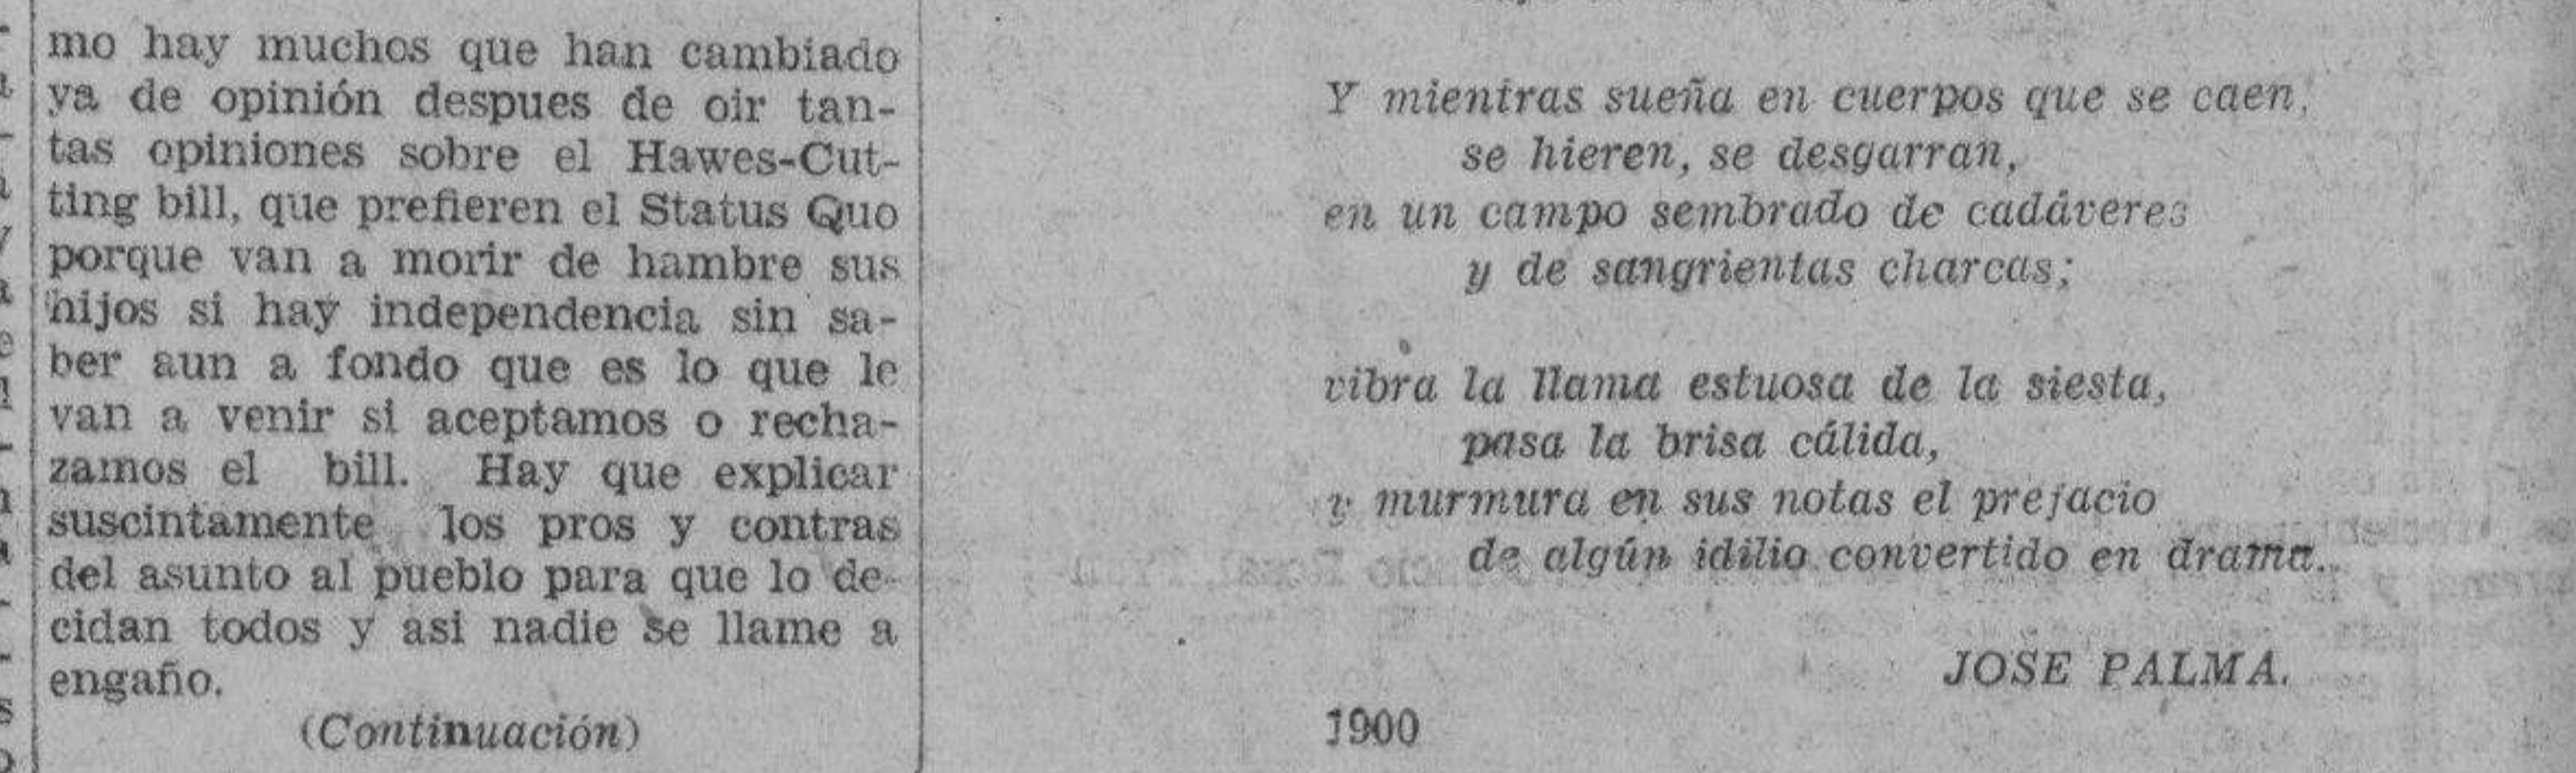 mo hay muchos que han cambiado
ya de opinión despues de oir tan-
tas opiniones sobre el Hawes-Cut-
ting bill, que prefieren el Status Quo
porque van a morir de hambre sus
hijos si hay independencia sin sa-
ber aun a fondo que es lo que le
van a venir si aceptamos o recha-
zamos el bill. Hay que explicar
suscintamente los pros y contras
del asunto al pueblo para que lo de-
cidan todos y asi nadie se llame a
engaño.
(Continuación)
Y mientras sueña en cuerpos que se caen,
se hieren, se desgarran,
en un campo sembrado de cadáveres
y de sangrientas charcas;
vibra la llama estuosa de la siesta,
pasa la brisa cálida,
y murmura en sus notas el prefacio
de algún idilio convertido en drama..
JOSE PALMA.
1900